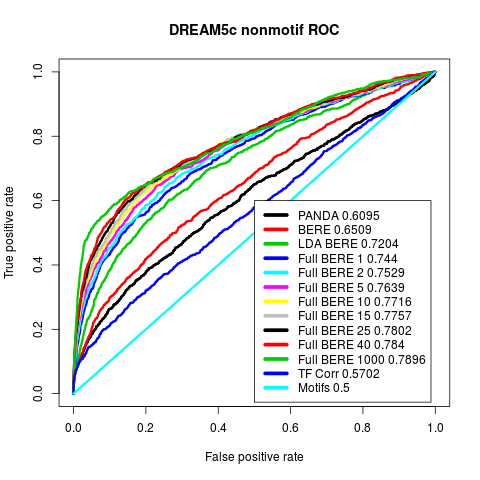 DREAM5c nonmotif ROC
1.0
0.8
0.6
0.4
0.2
0.0
True positive rate
PANDA 0.6095
BERE 0.6509
LDA BERE 0.7204
Full BERE 1 0.744
Full BERE 2 0.7529
Full BERE 5 0.7639
Full BERE 10 0.7716
Full BERE 15 0.7757
Full BERE 25 0.7802
Full BERE 40 0.784
Full BERE 1000 0.7896
TF Corr 0.5702
Motifs 0.5
0.0 0.2 0.4 0.6 0.8 1.0
False positive rate